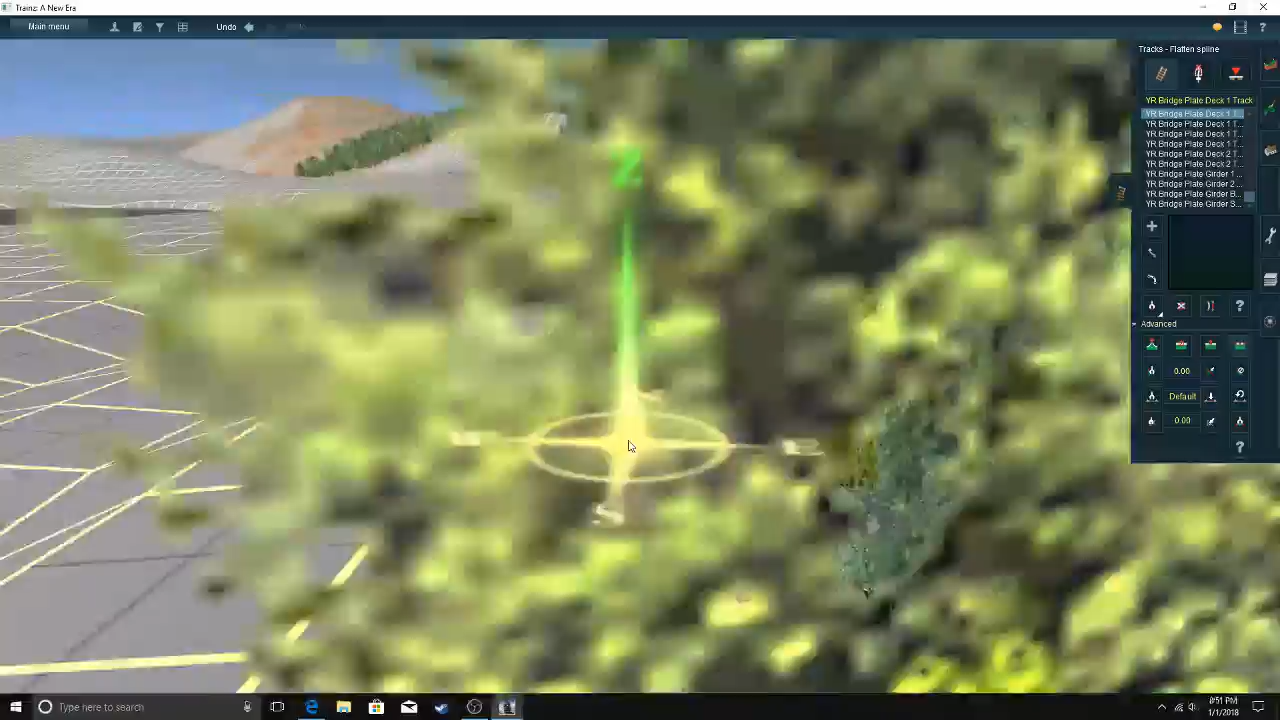 Trainz: A New Era
Main menu
Undo
?
Tracks - Flatten spline
YR Bridge Plate Deck 1 Track
YR Bridge Plate Deck 1 T...
YR Bridge Plate Deck 1 T...
YR Bridge Plate Deck 1 T...
YR Bridge Plate Deck 1 T...
YR Bridge Plate Deck 2 T...
YR Bridge Plate Deck 2 T...
YR Bridge Plate Girder 1 ...
YR Bridge Plate Girder 2 ...
YR Bridge Plate Girder B...
YR Bridge Plate Girder S...
?
Advanced
0.00
Default
0.00
?
Z
S
Type here to search
8:51 PM
1/1/2018